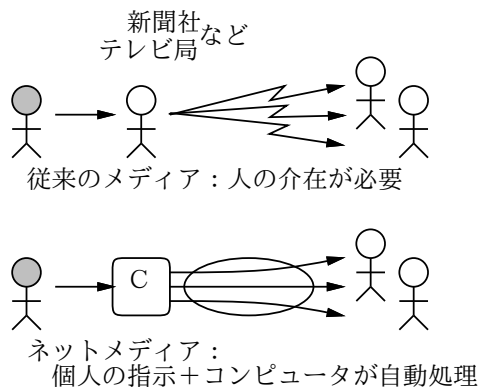 新聞社
テレビ局など
従来のメディア：人の介在が必要
C
ネットメディア：
個人の指示＋コンピュータが自動処理